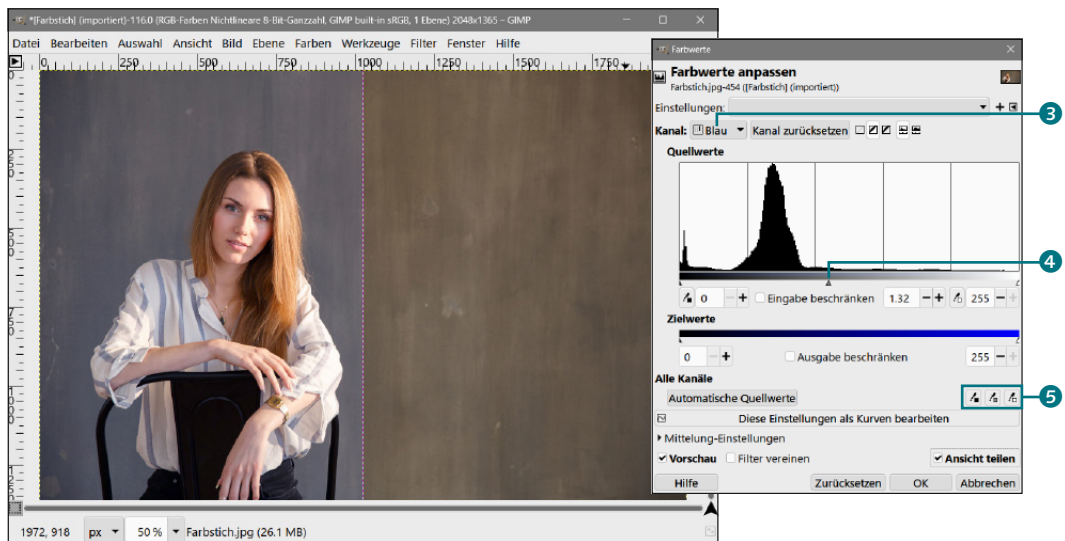 *[Farbstich] (importiert)-116.0 (RGB-Farben Nichtlineare 8-Bit-Ganzzahl, GIMP built-in sRGB, 1 Ebene) 2048x1365 – GIMP
Datei Bearbeiten Auswahl Ansicht Bild Ebene Farben Werkzeuge Filter Fenster Hilfe
0 250 500 750 1000 1250 1500 1750
Farbwerte
Farbwerte anpassen
Farbstich.jpg-454 ([Farbstich] (importiert))
Einstellungen:
Kanal: Blau Kanal zurücksetzen
3
Quellwerte
4
0 Eingabe beschränken 1.32 255
Zielwerte
0 Ausgabe beschränken 255
Alle Kanäle
Automatische Quellwerte
5
Diese Einstellungen als Kurven bearbeiten
Mittelung-Einstellungen
Vorschau Filter vereinen Ansicht teilen
Hilfe Zurücksetzen OK Abbrechen
1972, 918 px 50 % Farbstich.jpg (26.1 MB)